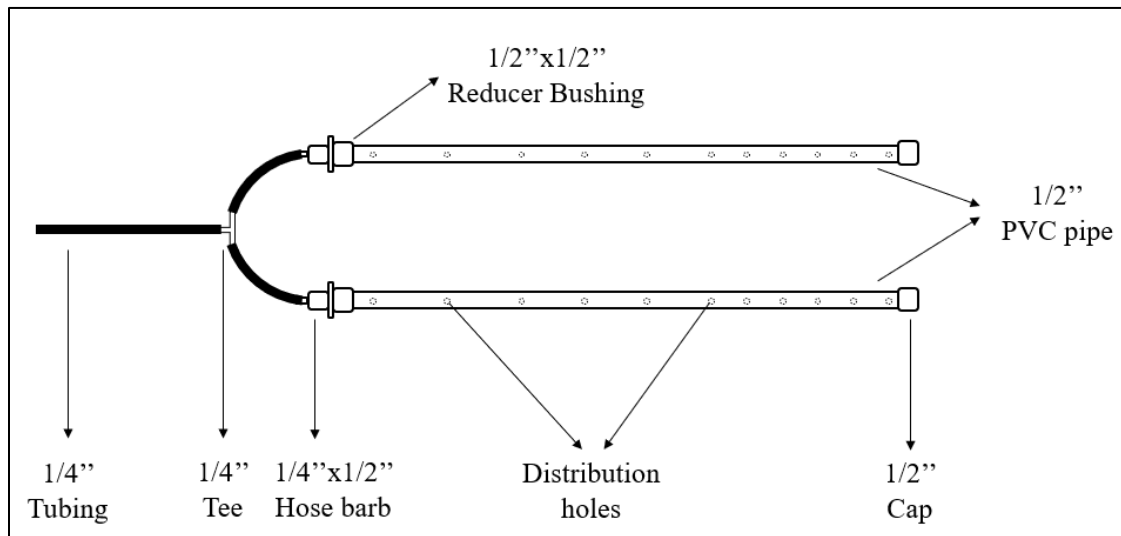 1/2’’x1/2’’
Reducer Bushing
1/2’’
PVC pipe
1/4’’
Tubing
1/4’’
Tee
1/4’’x1/2’’
Hose barb
Distribution
holes
1/2’’
Cap